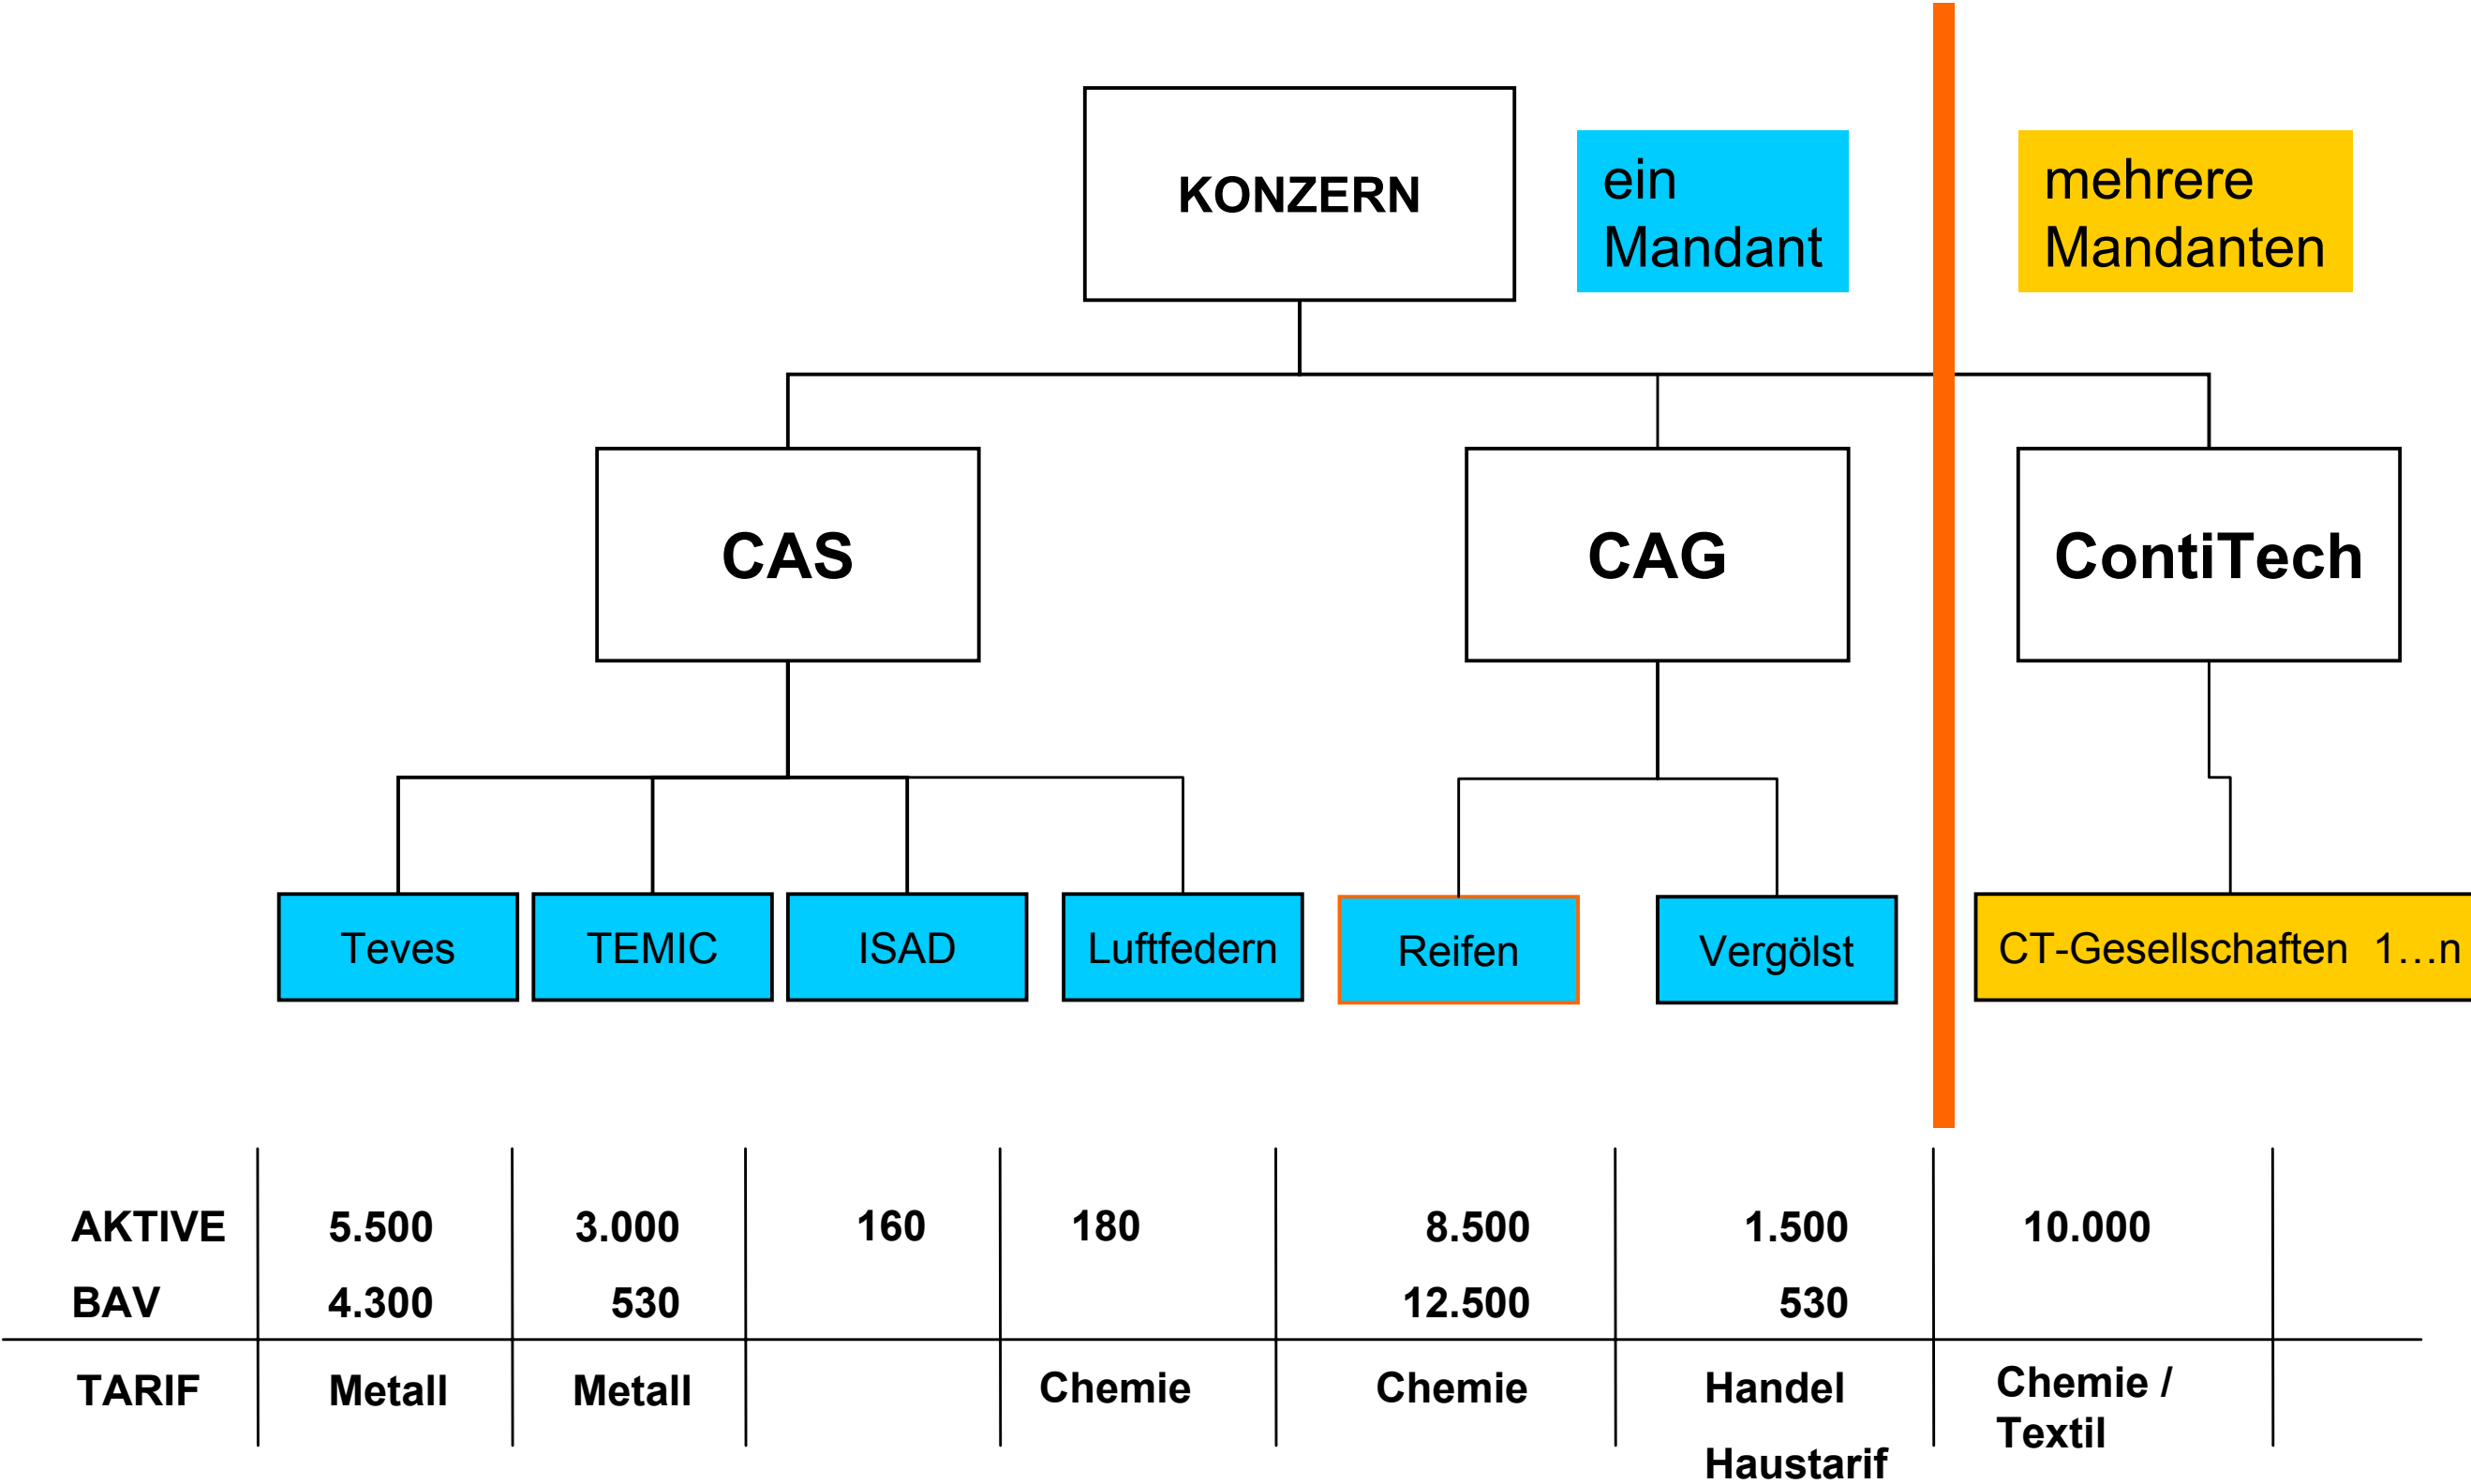 KONZERN
ein
Mandant
mehrere
Mandanten
CAS
CAG
ContiTech
Teves
TEMIC
ISAD
Luftfedern
Reifen
Vergölst
CT-Gesellschaften 1...n
AKTIVE 5.500 3.000 160 180 8.500 1.500 10.000
BAV 4.300 530 12.500 530
TARIF Metall Metall Chemie Chemie Handel Chemie /
Textil
Haustarif